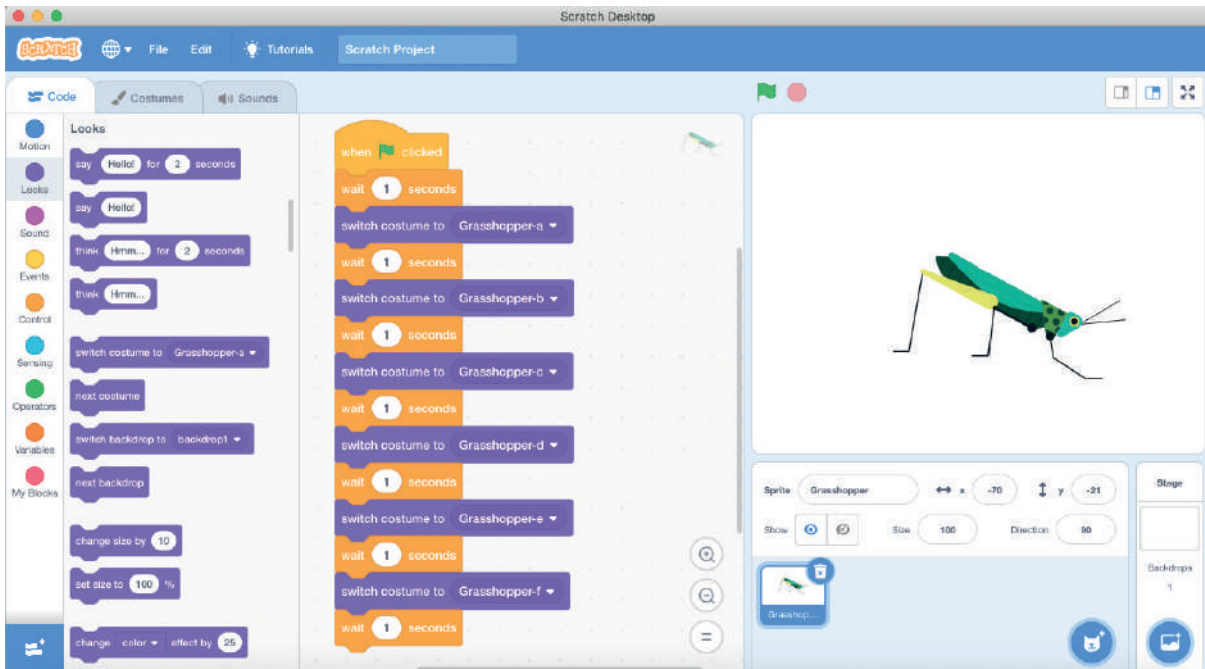 Scratch Desktop
SCRATCH File Edit Tutorials Scratch Project
Code Costumes Sounds
Motion
Looks
Sound
Events
Control
Sensing
Operators
Variables
My Blocks
Looks
say Hello! for 2 seconds
say Hello!
think Hmm... for 2 seconds
think Hmm...
switch costume to Grasshopper-a
next costume
switch backdrop to backdrop1
next backdrop
change size by 10
set size to 100 %
change color effect by 25
when clicked
wait 1 seconds
switch costume to Grasshopper-a
wait 1 seconds
switch costume to Grasshopper-b
wait 1 seconds
switch costume to Grasshopper-c
wait 1 seconds
switch costume to Grasshopper-d
wait 1 seconds
switch costume to Grasshopper-e
wait 1 seconds
switch costume to Grasshopper-f
wait 1 seconds
Sprite Grasshopper x -70 y -21
Show Size 100 Direction 90
Grasshop...
Stage
Backdrops
1